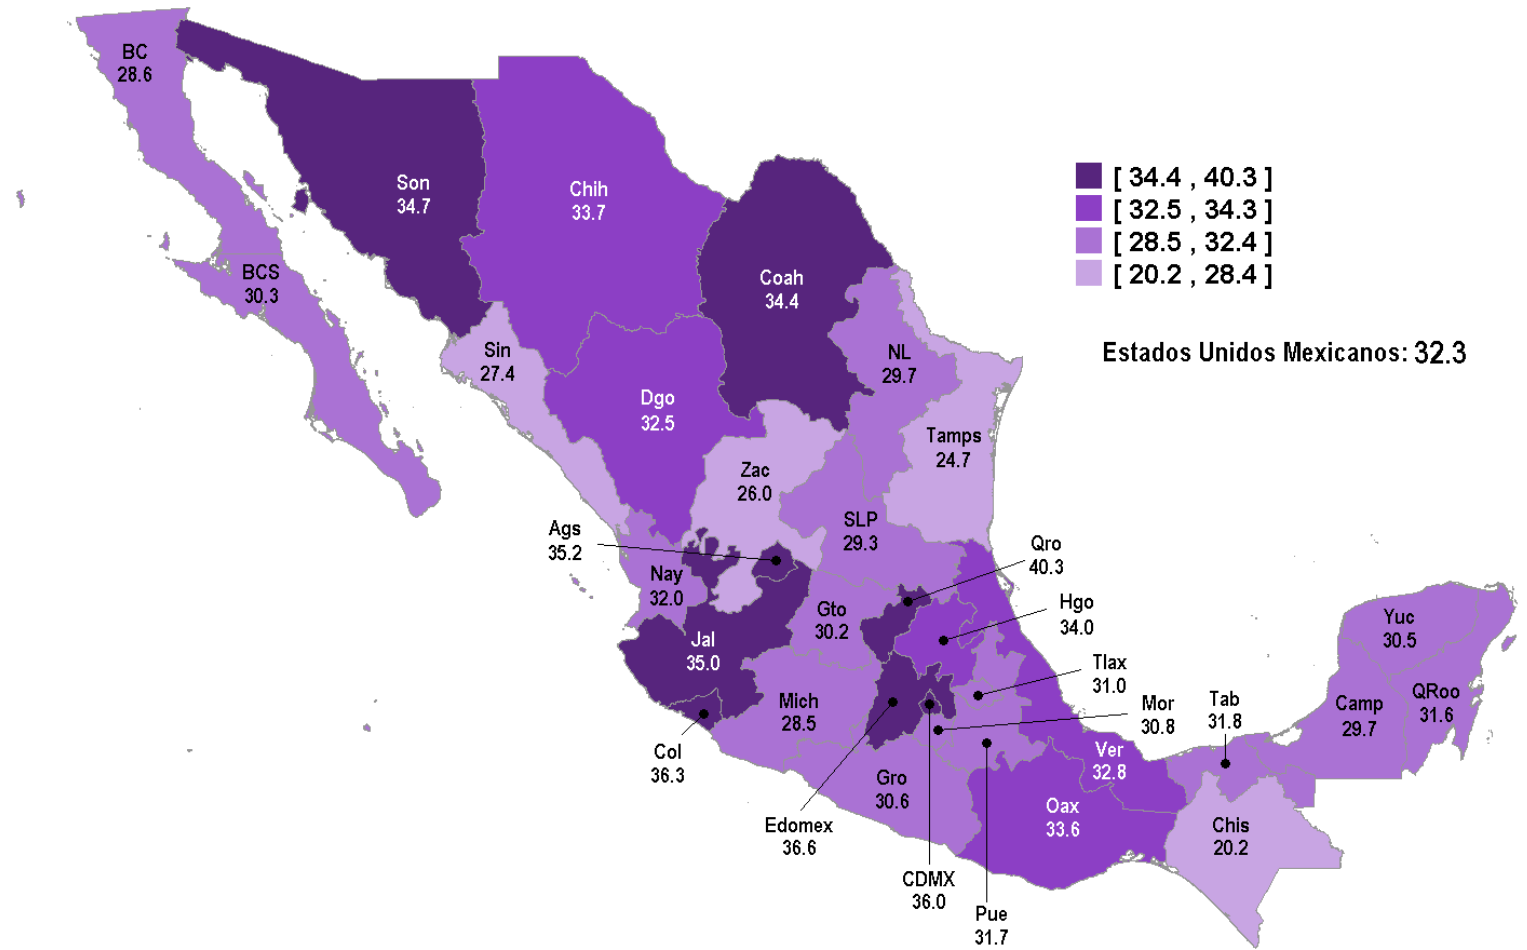 BC
28.6
Son
34.7
Chih
33.7
[ 34.4 , 40.3 ]
[ 32.5 , 34.3 ]
[ 28.5 , 32.4 ]
[ 20.2 , 28.4 ]
BCS
30.3
Coah
34.4
Estados Unidos Mexicanos: 32.3
Sin
27.4
NL
29.7
Dgo
32.5
Tamps
24.7
Zac
26.0
SLP
29.3
Ags
35.2
Qro
40.3
Nay
32.0
Gto
30.2
Hgo
34.0
Yuc
30.5
Jal
35.0
Tlax
31.0
Mich
28.5
Mor
30.8
Tab
31.8
Camp
29.7
QRoo
31.6
Col
36.3
Ver
32.8
Gro
30.6
Oax
33.6
Edomex
36.6
Chis
20.2
CDMX
36.0
Pue
31.7